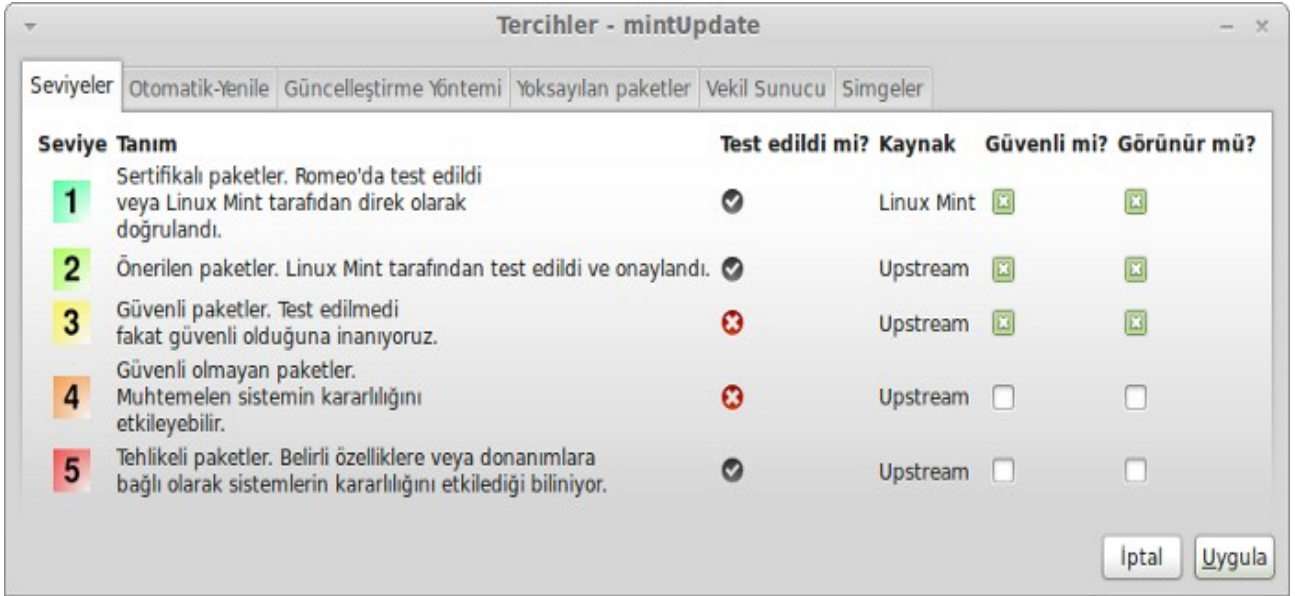 Tercihler - mintUpdate
Seviyeler Otomatik-Yenile Güncelleştirme Yöntemi Yoksayılan paketler Vekil Sunucu Simgeler
Seviye Tanım Test edildi mi? Kaynak Güvenli mi? Görünür mü?
Sertifikalı paketler. Romeo'da test edildi
1 veya Linux Mint tarafıdan direk olarak Linux Mint
doğrulandı.
2 Önerilen paketler. Linux Mint tarafından test edildi ve onaylandı. Upstream
Güvenli paketler. Test edilmedi
3 fakat güvenli olduğuna inanıyoruz. Upstream
Güvenli olmayan paketler.
4 Muhtemelen sistemin kararlılığını Upstream
etkileyebilir.
Tehlikeli paketler. Belirli özelliklere veya donanımlara
5 bağlı olarak sistemlerin kararlılığını etkilediği biliniyor. Upstream
İptal Uygula